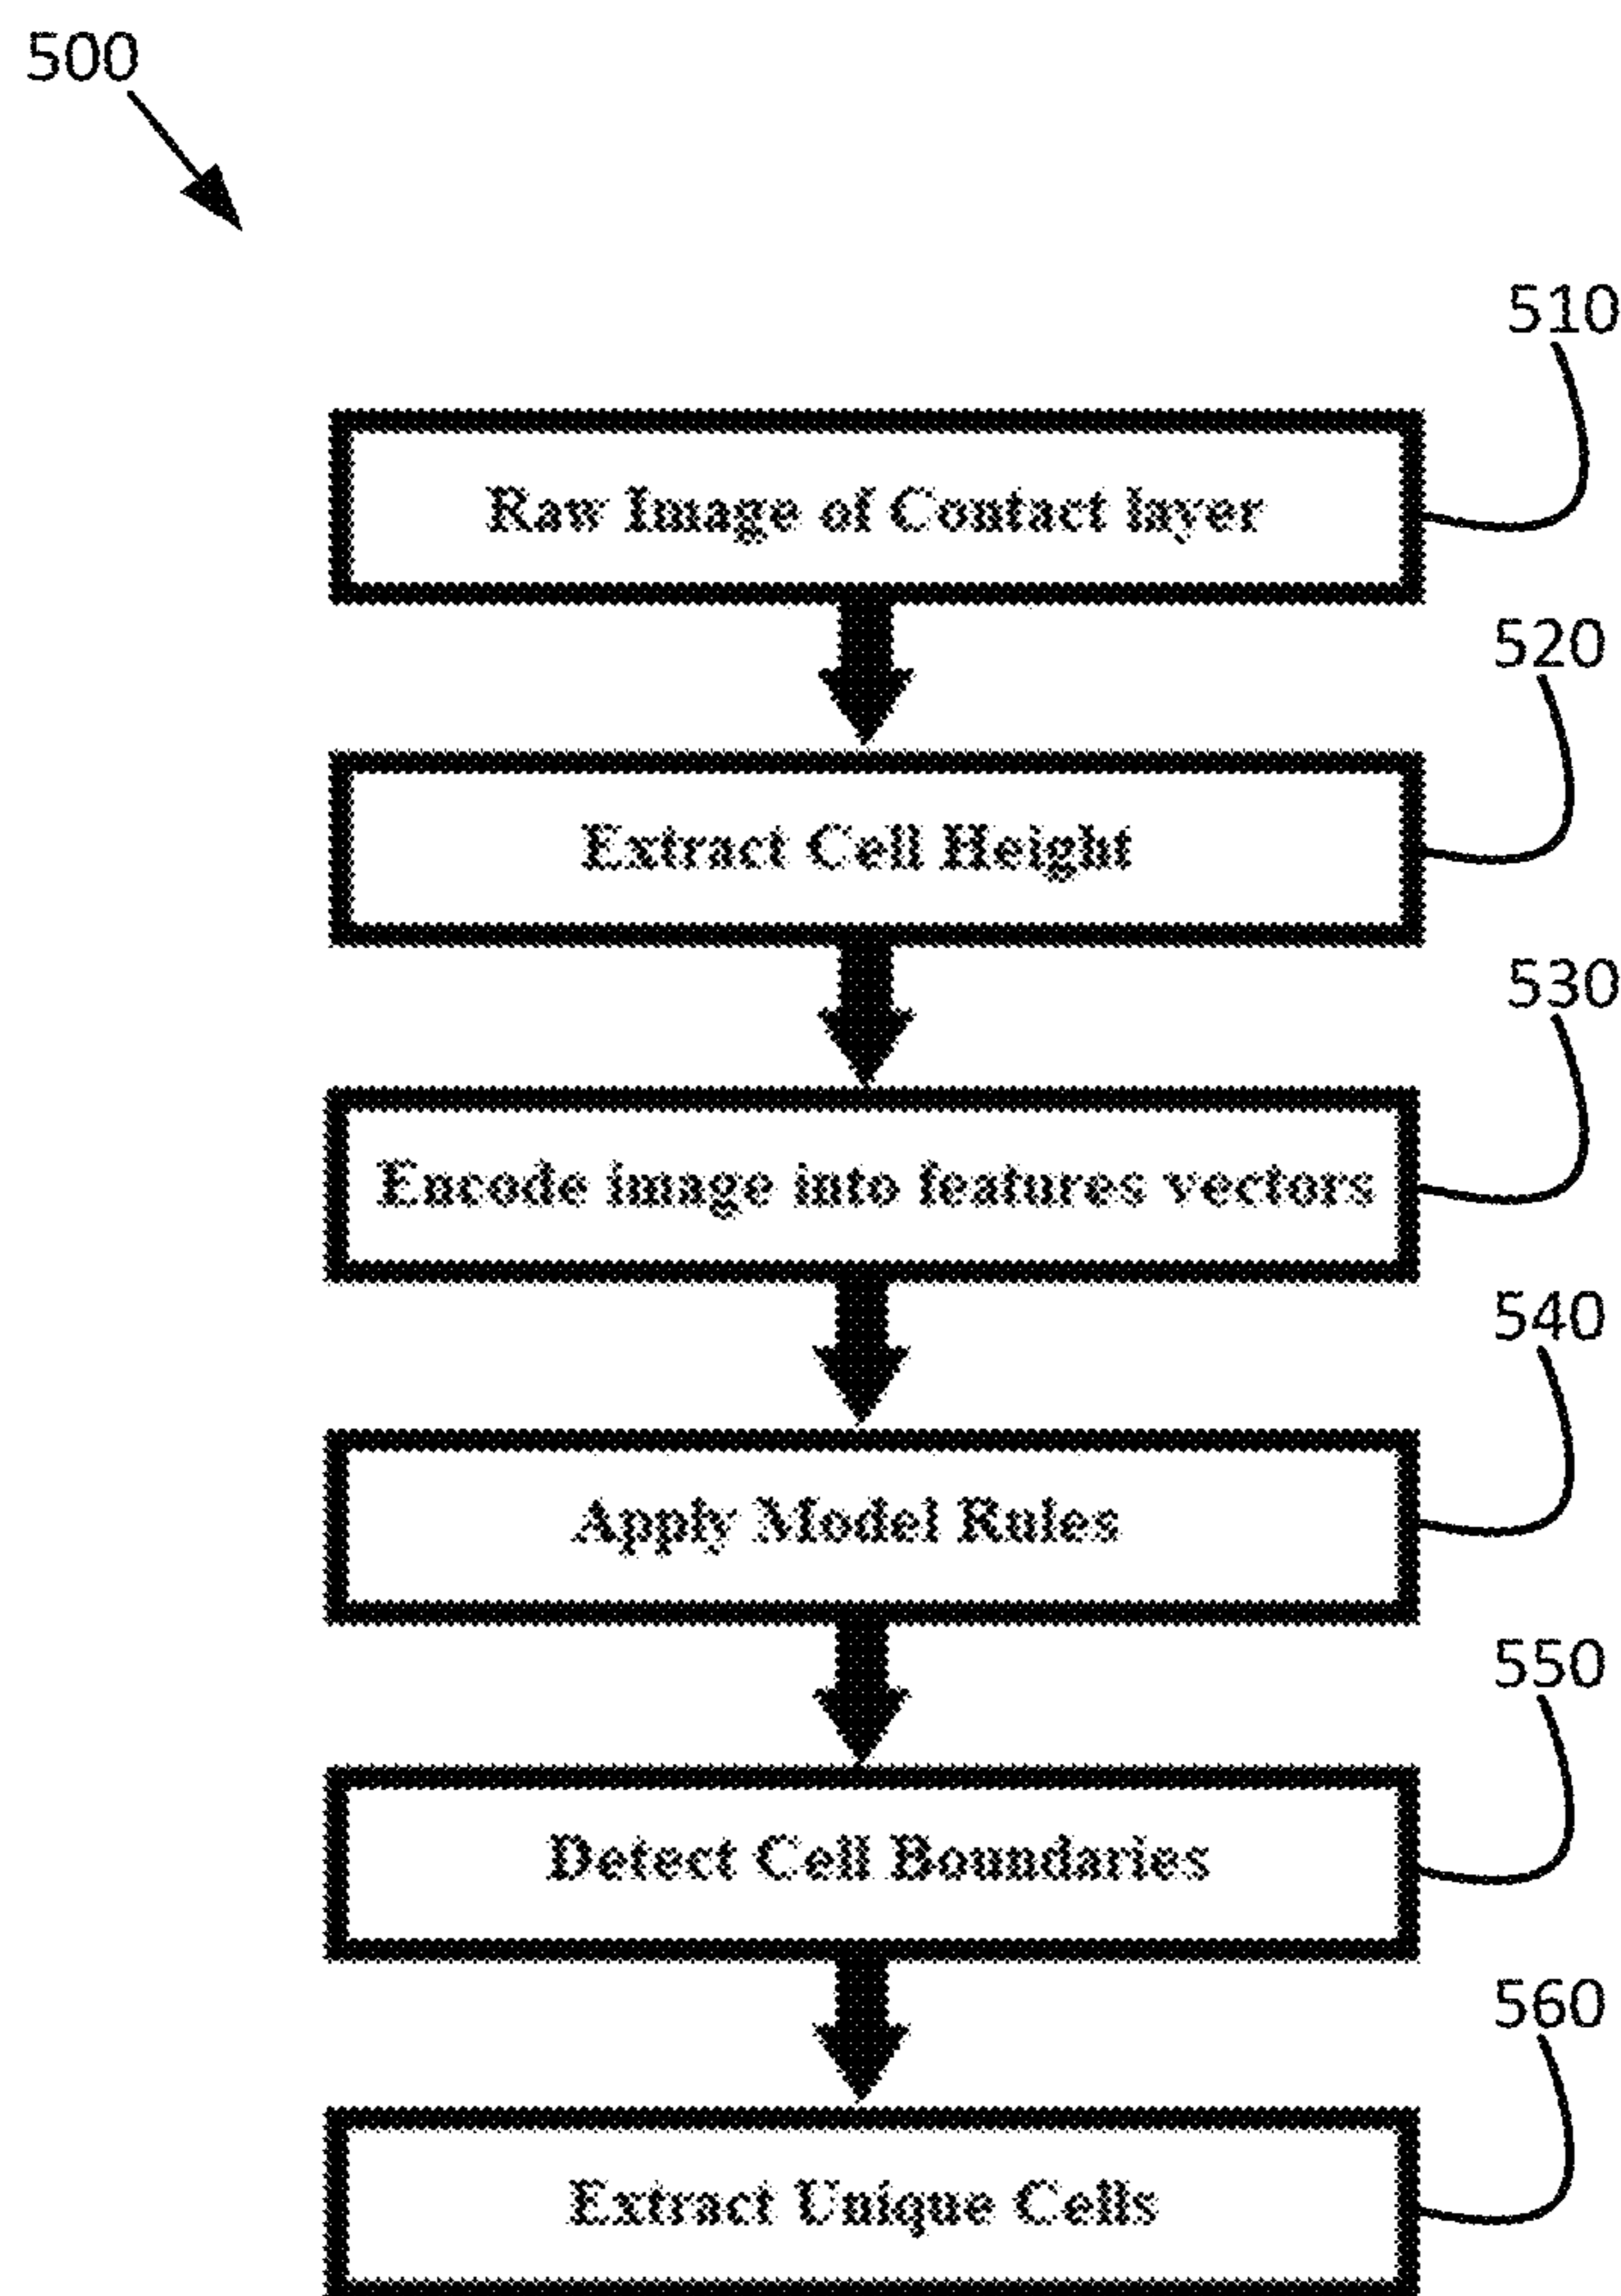 500
510
Raw Image of Contact layer
520
Extract Cell Height
530
Encode image into features vectors
540
Apply Model Rules
550
Detect Cell Boundaries
560
Extract Unique Cells